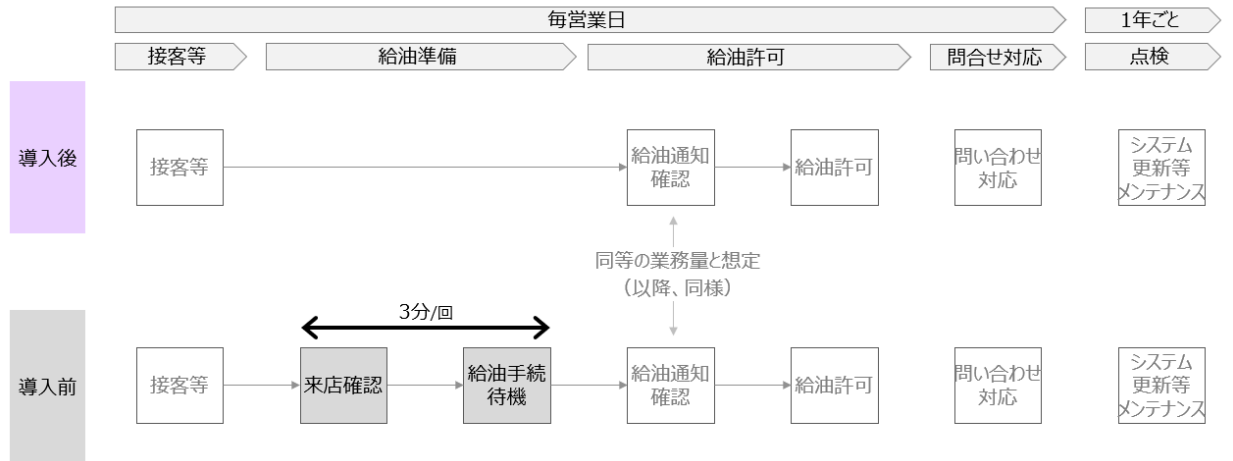 毎営業日
1年ごと
接客等
給油準備
給油許可
問合せ対応
点検
導入後
接客等
給油通知
確認
給油許可
問い合わせ
対応
システム
更新等
メンテナンス
同等の業務量と想定
（以降、同様）
3分/回
導入前
接客等
来店確認
給油手続
待機
給油通知
確認
給油許可
問い合わせ
対応
システム
更新等
メンテナンス